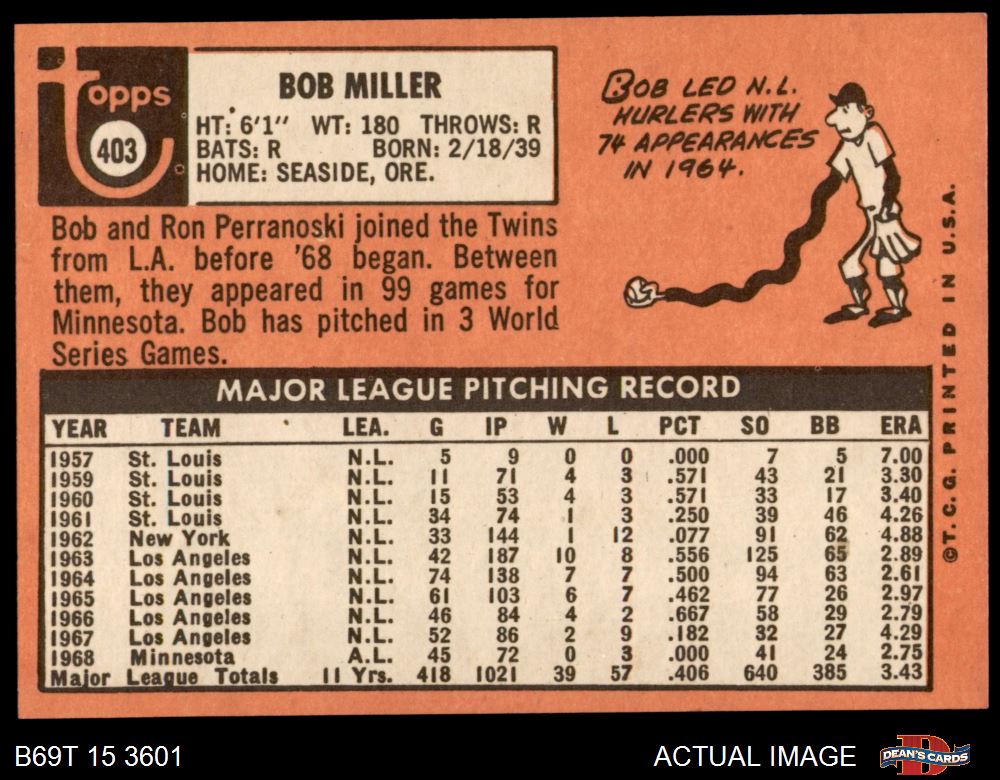 topps
403
BOB MILLER
HT: 6'1" WT: 180 THROWS: R
BATS: R BORN: 2/18/39
HOME: SEASIDE, ORE.
BOB LED N.L.
HURLERS WITH
74 APPEARANCES
IN 1964.
Bob and Ron Perranoski joined the Twins
from L.A. before '68 began. Between
them, they appeared in 99 games for
Minnesota. Bob has pitched in 3 World
Series Games.
MAJOR LEAGUE PITCHING RECORD
YEAR TEAM LEA. G IP W L PCT SO BB ERA
1957 St. Louis N.L. 5 9 0 0 .000 7 5 7.00
1959 St. Louis N.L. 11 71 4 3 .571 43 21 3.30
1960 St. Louis N.L. 15 53 4 3 .571 33 17 3.40
1961 St. Louis N.L. 34 74 1 3 .250 39 46 4.26
1962 New York N.L. 33 144 1 12 .077 91 62 4.88
1963 Los Angeles N.L. 42 187 10 8 .556 125 65 2.89
1964 Los Angeles N.L. 74 138 7 7 .500 94 63 2.61
1965 Los Angeles N.L. 61 103 6 7 .462 77 26 2.97
1966 Los Angeles N.L. 46 84 4 2 .667 58 29 2.79
1967 Los Angeles N.L. 52 86 2 9 .182 32 27 4.29
1968 Minnesota A.L. 45 72 0 3 .000 41 24 2.75
Major League Totals 11 Yrs. 418 1021 39 57 .406 640 385 3.43
©T.C.G. PRINTED IN U.S.A.
B69T 15 3601
ACTUAL IMAGE
DEAN'S CARDS